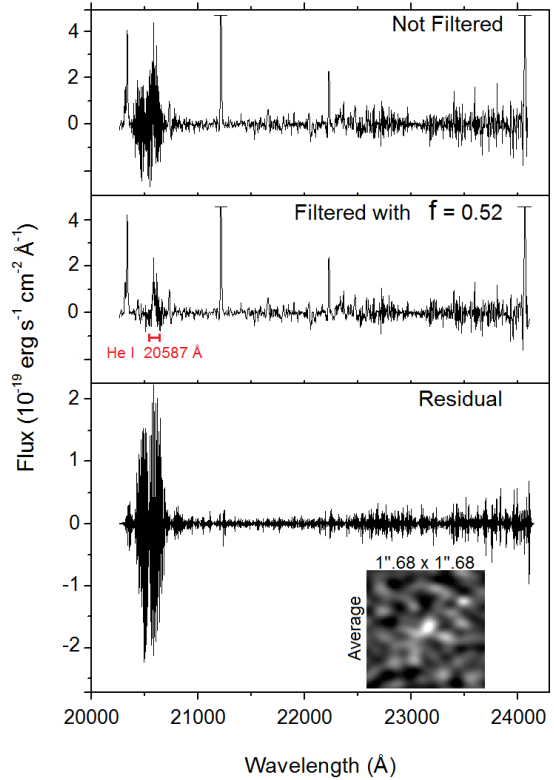 Not Filtered
4
2
0
Filtered with f = 0.52
4
2
0
He I 20587 Å
Flux (10⁻¹⁹ erg s⁻¹ cm⁻² Å⁻¹)
Residual
2
1
0
-1
-2
1".68 x 1".68
Average
20000 21000 22000 23000 24000
Wavelength (Å)